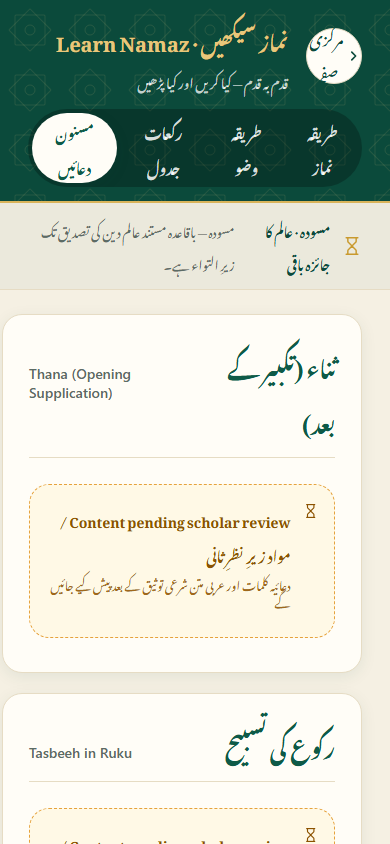 مرکزی
صفحہ
نماز سیکھیں · Learn Namaz
قدم بہ قدم — کیا کریں اور کیا پڑھیں
طریقہ نماز
طریقہ وضو
رکعات جدول
مسنون دعائیں
مسودہ · عالم کا
جائزہ باقی
مسودہ — باقاعدہ مستند عالم دین کی تصدیق تک
زیرِ التواء ہے۔
ثناء (تکبیر کے
بعد)
Thana (Opening
Supplication)
Content pending scholar review /
مواد زیرِ نظرِ ثانی
دعائیہ کلمات اور عربی متن شرعی توثیق کے بعد پیش کیے جائیں
گے
رکوع کی تسبیح
Tasbeeh in Ruku